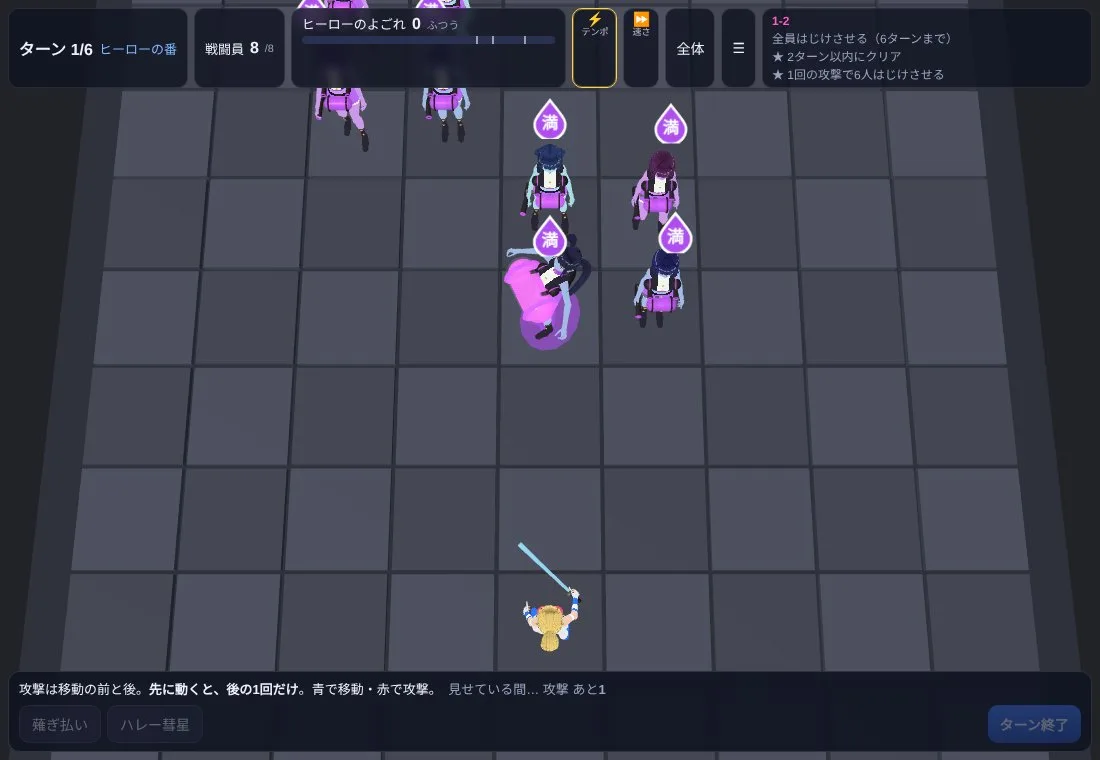 ターン 1/6 ヒーローの番
戦闘員 8 /8
ヒーローのよごれ 0 ふつう
⚡
テンポ
⏩
速さ
全体
☰
1-2
全員はじけさせる（6ターンまで）
★ 2ターン以内にクリア
★ 1回の攻撃で6人はじけさせる
満
満
満
満
攻撃は移動の前と後。先に動くと、後の1回だけ。青で移動・赤で攻撃。 見せている間… 攻撃 あと1
薙ぎ払い
ハレー彗星
ターン終了